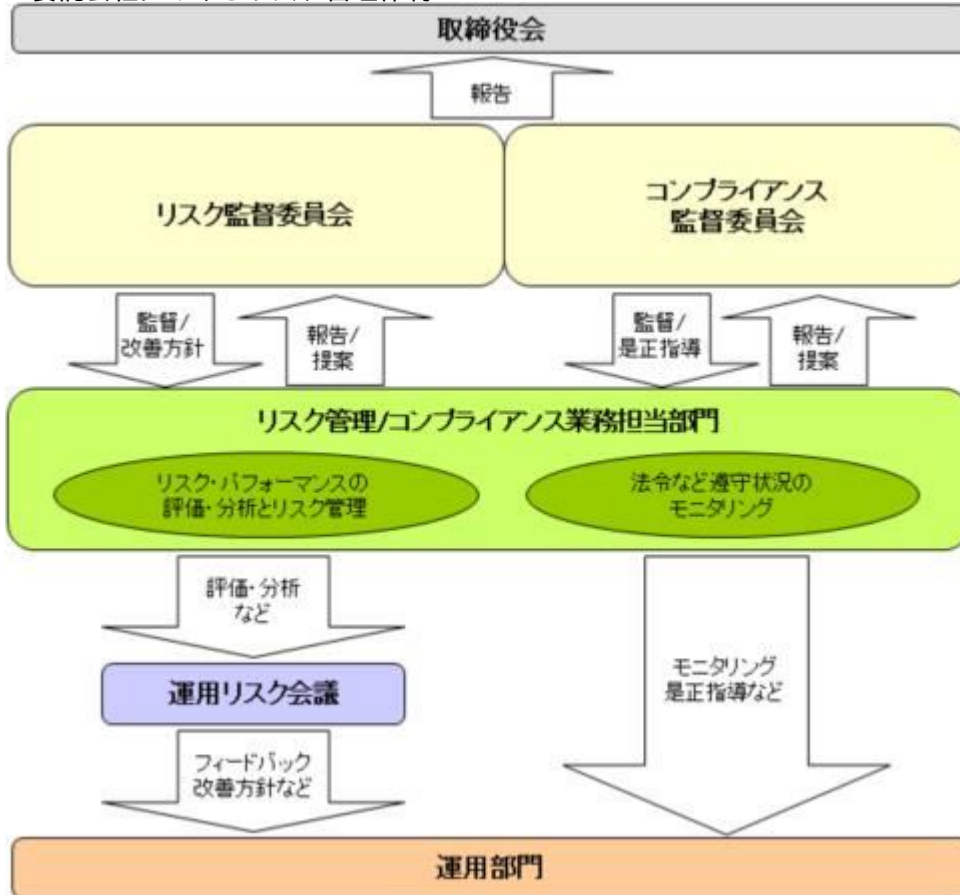 取締役会
報告
リスク監督委員会
コンプライアンス
監督委員会
監督/
改善方針
報告/
提案
監督/
是正指導
報告/
提案
リスク管理/コンプライアンス業務担当部門
リスク・パフォーマンスの
評価・分析とリスク管理
法令など遵守状況の
モニタリング
評価・分析
など
運用リスク会議
モニタリング
是正指導など
フィードバック
改善方針など
運用部門